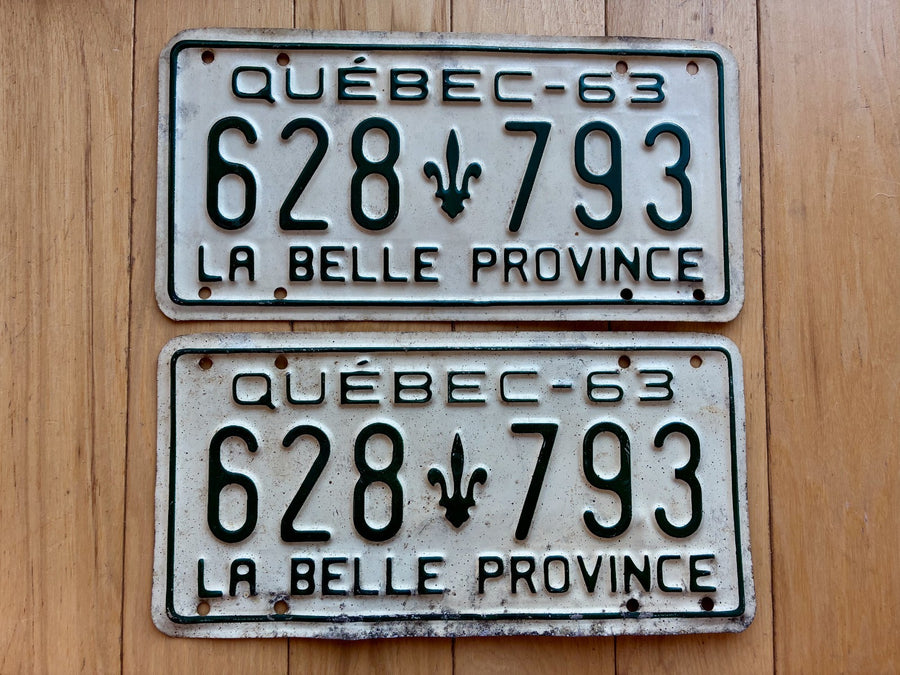 QUÉBEC-63
628 793
LA BELLE PROVINCE
QUÉBEC-63
628 793
LA BELLE PROVINCE